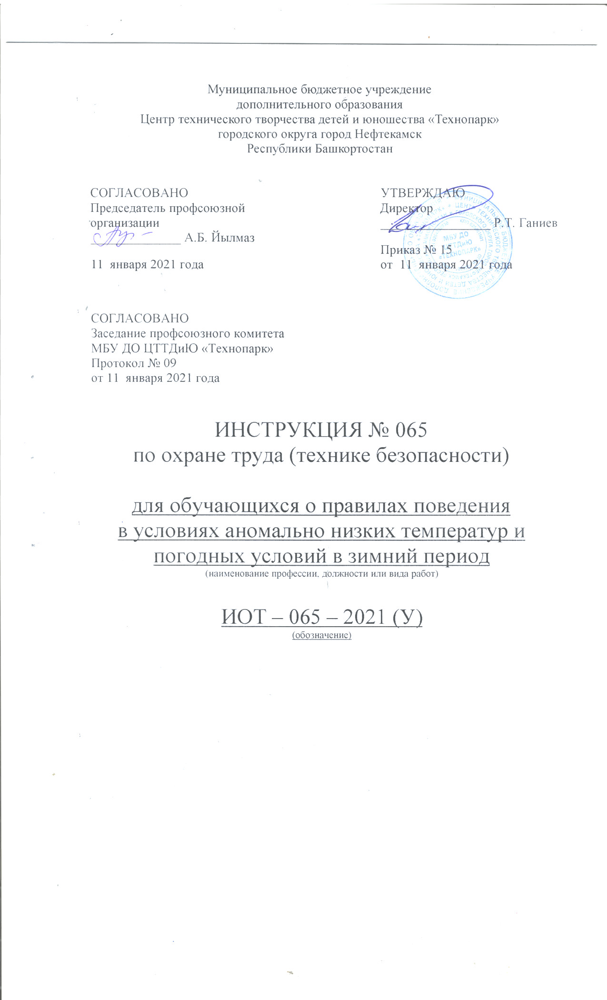 Муниципальное бюджетное учреждение
дополнительного образования
Центр технического творчества детей и юношества «Технопарк»
городского округа город Нефтекамск
Республики Башкортостан
СОГЛАСОВАНО
Председатель профсоюзной
организации
А.Б. Йылмаз
11 января 2021 года
УТВЕРЖДАЮ
Директор
Р.Т. Ганиев
Приказ № 15
от 11 января 2021 года
МБУ ДО
ЦТТДиЮ
«ТЕХНОПАРК»
СОГЛАСОВАНО
Заседание профсоюзного комитета
МБУ ДО ЦТТДиЮ «Технопарк»
Протокол № 09
от 11 января 2021 года
ИНСТРУКЦИЯ № 065
по охране труда (технике безопасности)
для обучающихся о правилах поведения
в условиях аномально низких температур и
погодных условий в зимний период
(наименование профессии, должности или вида работ)
ИОТ – 065 – 2021 (У)
(обозначение)